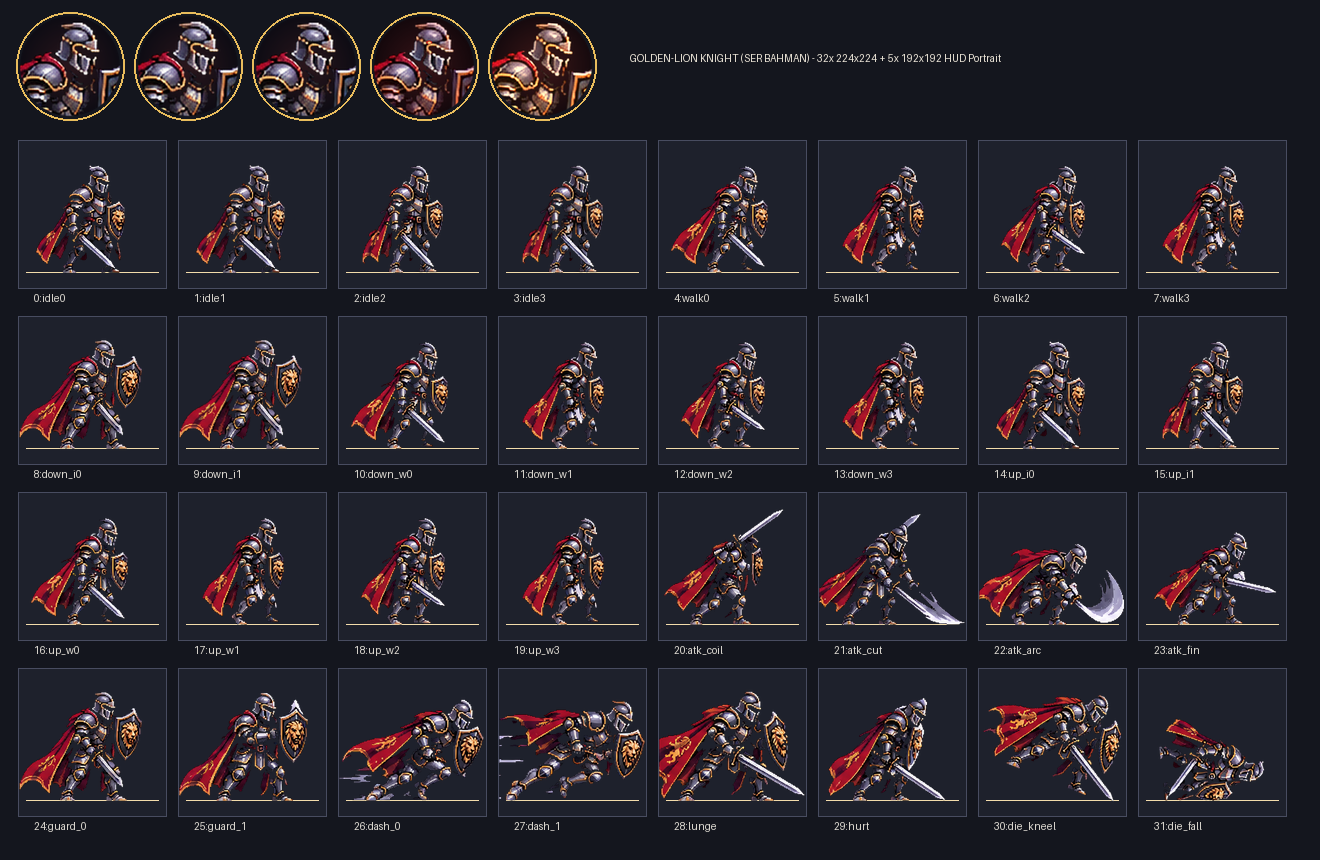 GOLDEN-LION KNIGHT (SER BAHMAN) - 32x 224x224 + 5x 192x192 HUD Portrait
0:idle0
1:idle1
2:idle2
3:idle3
4:walk0
5:walk1
6:walk2
7:walk3
8:down_i0
9:down_i1
10:down_w0
11:down_w1
12:down_w2
13:down_w3
14:up_i0
15:up_i1
16:up_w0
17:up_w1
18:up_w2
19:up_w3
20:atk_coil
21:atk_cut
22:atk_arc
23:atk_fin
24:guard_0
25:guard_1
26:dash_0
27:dash_1
28:lunge
29:hurt
30:die_kneel
31:die_fall